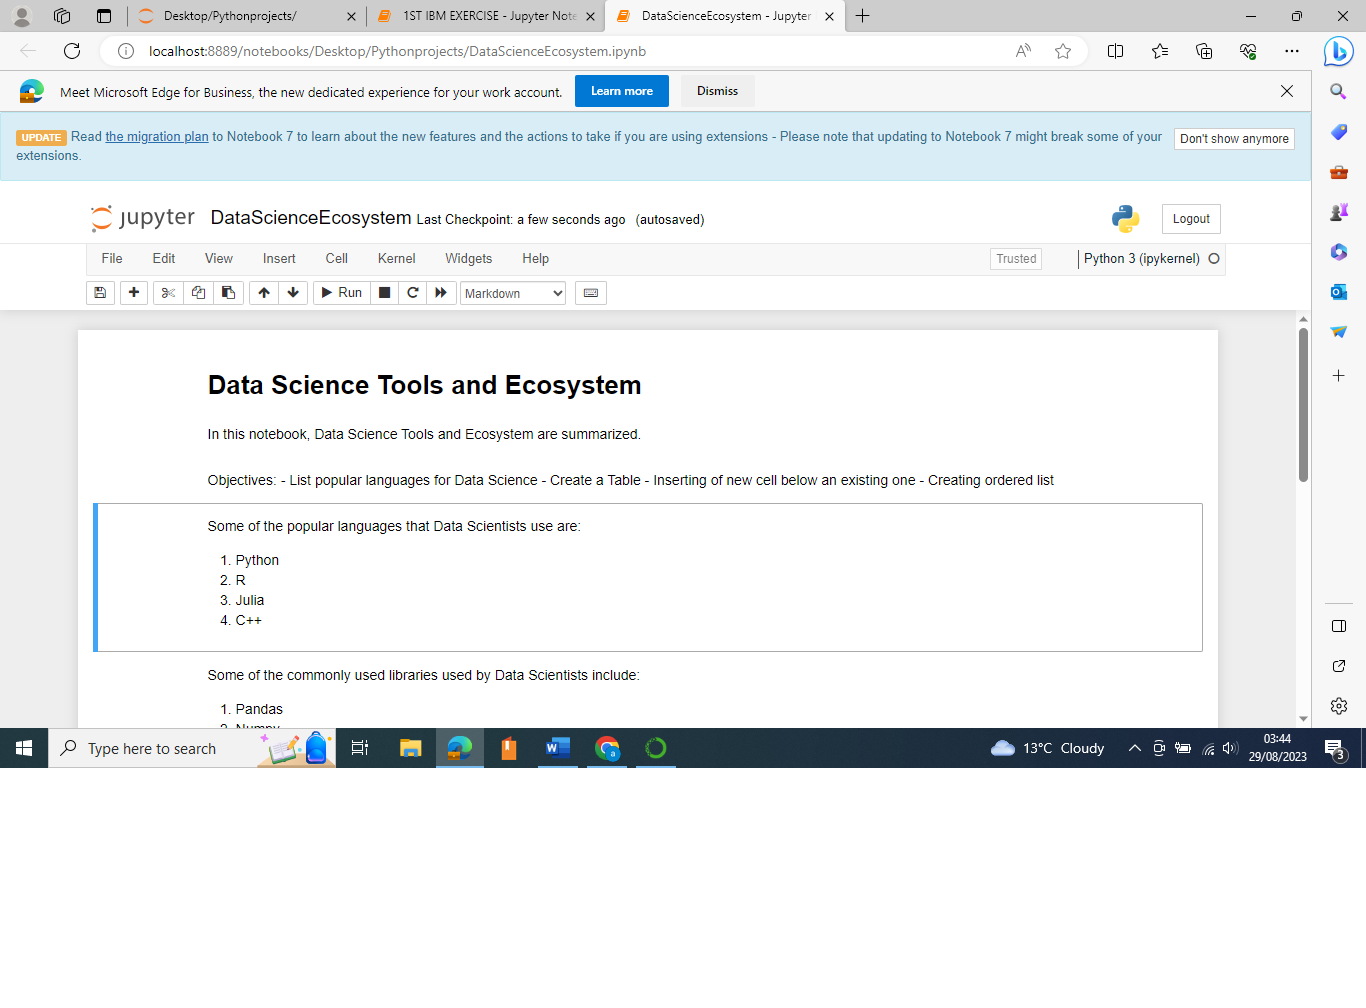 Desktop/Pythonprojects/
1ST IBM EXERCISE - Jupyter Note
DataScienceEcosystem - Jupyter
localhost:8889/notebooks/Desktop/Pythonprojects/DataScienceEcosystem.ipynb
Meet Microsoft Edge for Business, the new dedicated experience for your work account.
Learn more
Dismiss
UPDATE Read the migration plan to Notebook 7 to learn about the new features and the actions to take if you are using extensions - Please note that updating to Notebook 7 might break some of your
extensions.
Don't show anymore
jupyter DataScienceEcosystem Last Checkpoint: a few seconds ago (autosaved)
Logout
File Edit View Insert Cell Kernel Widgets Help
Trusted
Python 3 (ipykernel)
Run
Markdown
Data Science Tools and Ecosystem
In this notebook, Data Science Tools and Ecosystem are summarized.
Objectives: - List popular languages for Data Science - Create a Table - Inserting of new cell below an existing one - Creating ordered list
Some of the popular languages that Data Scientists use are:
1. Python
2. R
3. Julia
4. C++
Some of the commonly used libraries used by Data Scientists include:
1. Pandas
2. Numpy
Type here to search
13°C Cloudy
03:44
29/08/2023
3